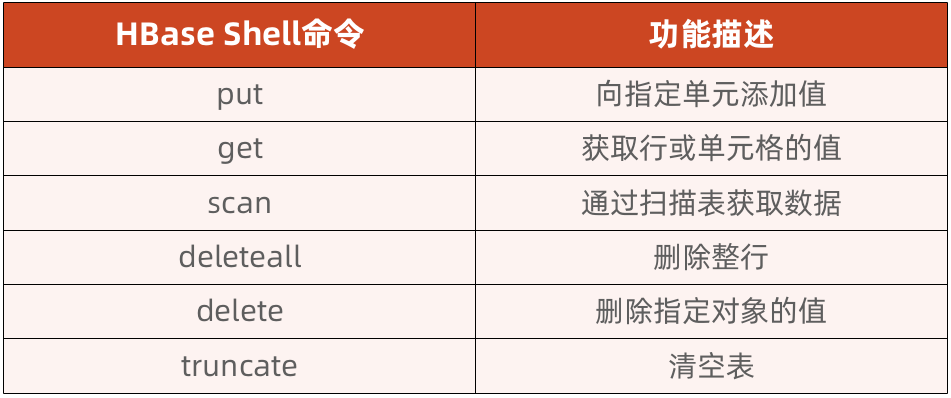 HBase Shell命令 功能描述
put 向指定单元添加值
get 获取行或单元格的值
scan 通过扫描表获取数据
deleteall 删除整行
delete 删除指定对象的值
truncate 清空表